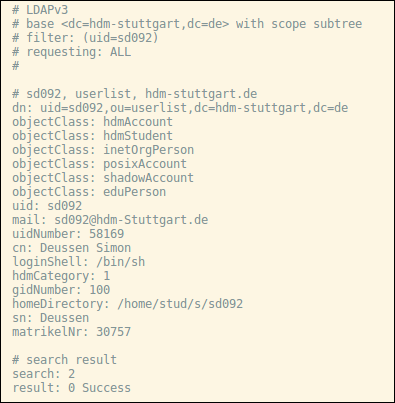 # LDAPv3
# base <dc=hdm-stuttgart,dc=de> with scope subtree
# filter: (uid=sd092)
# requesting: ALL
#
# sd092, userlist, hdm-stuttgart.de
dn: uid=sd092,ou=userlist,dc=hdm-stuttgart,dc=de
objectClass: hdmAccount
objectClass: hdmStudent
objectClass: inetOrgPerson
objectClass: posixAccount
objectClass: shadowAccount
objectClass: eduPerson
uid: sd092
mail: sd092@hdm-Stuttgart.de
uidNumber: 58169
cn: Deussen Simon
loginShell: /bin/sh
hdmCategory: 1
gidNumber: 100
homeDirectory: /home/stud/s/sd092
sn: Deussen
matrikelNr: 30757
# search result
search: 2
result: 0 Success